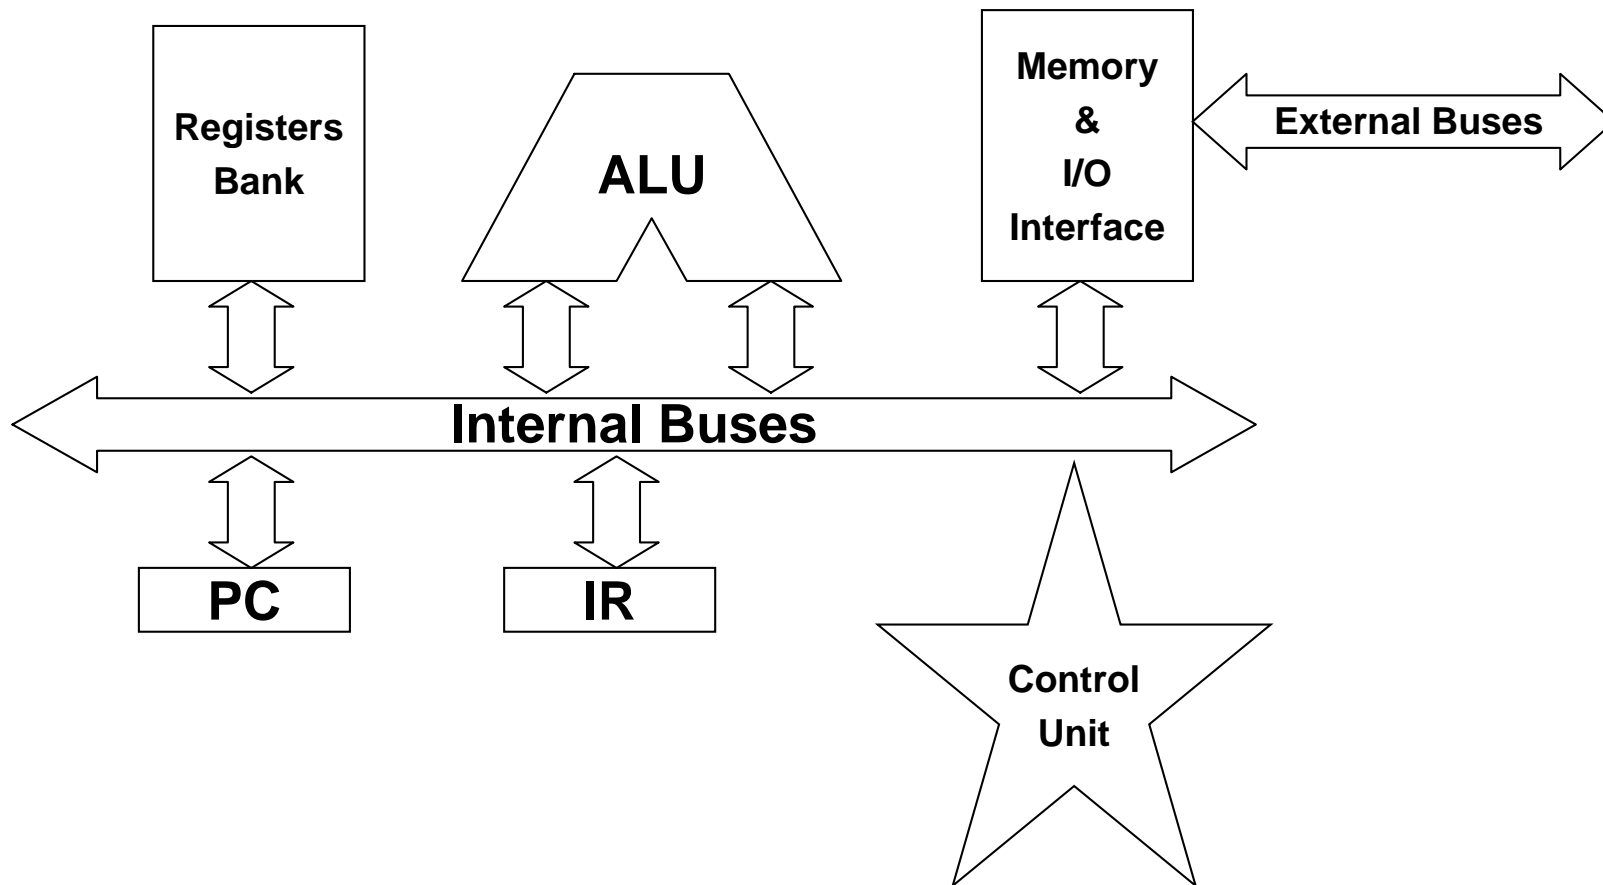 Registers
Bank
ALU
Memory
&
I/O
Interface
External Buses
Internal Buses
PC
IR
Control
Unit